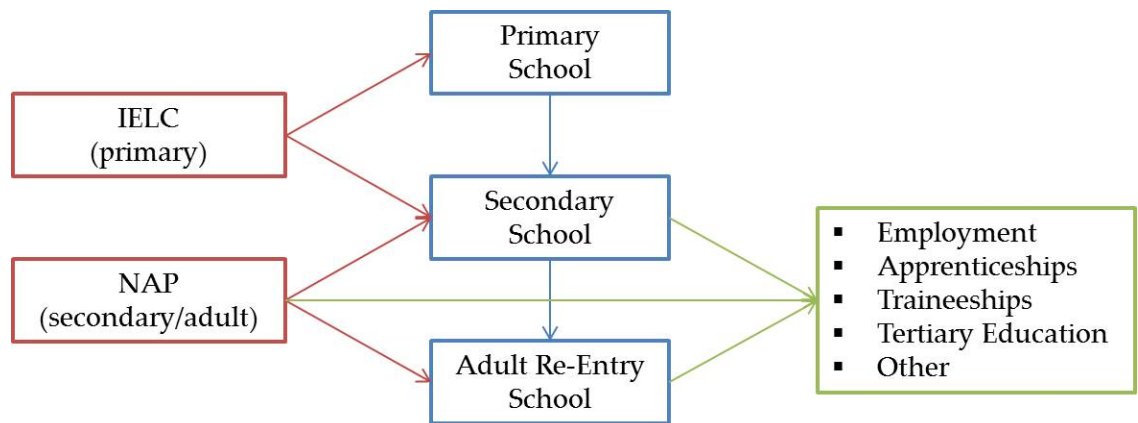 Primary
School
IELC
(primary)
Secondary
School
NAP
(secondary/adult)
Adult Re-Entry
School
▪ Employment
▪ Apprenticeships
▪ Traineeships
▪ Tertiary Education
▪ Other